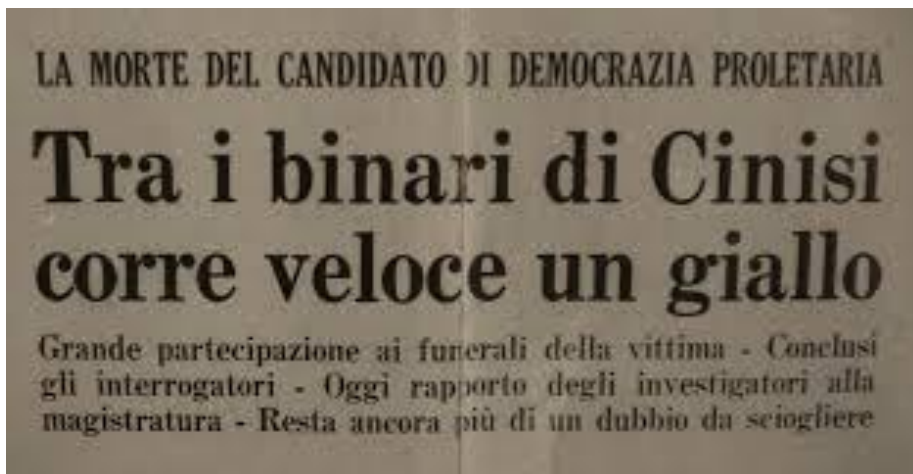 LA MORTE DEL CANDIDATO DI DEMOCRAZIA PROLETARIA
Tra i binari di Cinisi
corre veloce un giallo
Grande partecipazione ai funerali della vittima - Conclusi
gli interrogatori - Oggi rapporto degli investigatori alla
magistratura - Resta ancora più di un dubbio da sciogliere